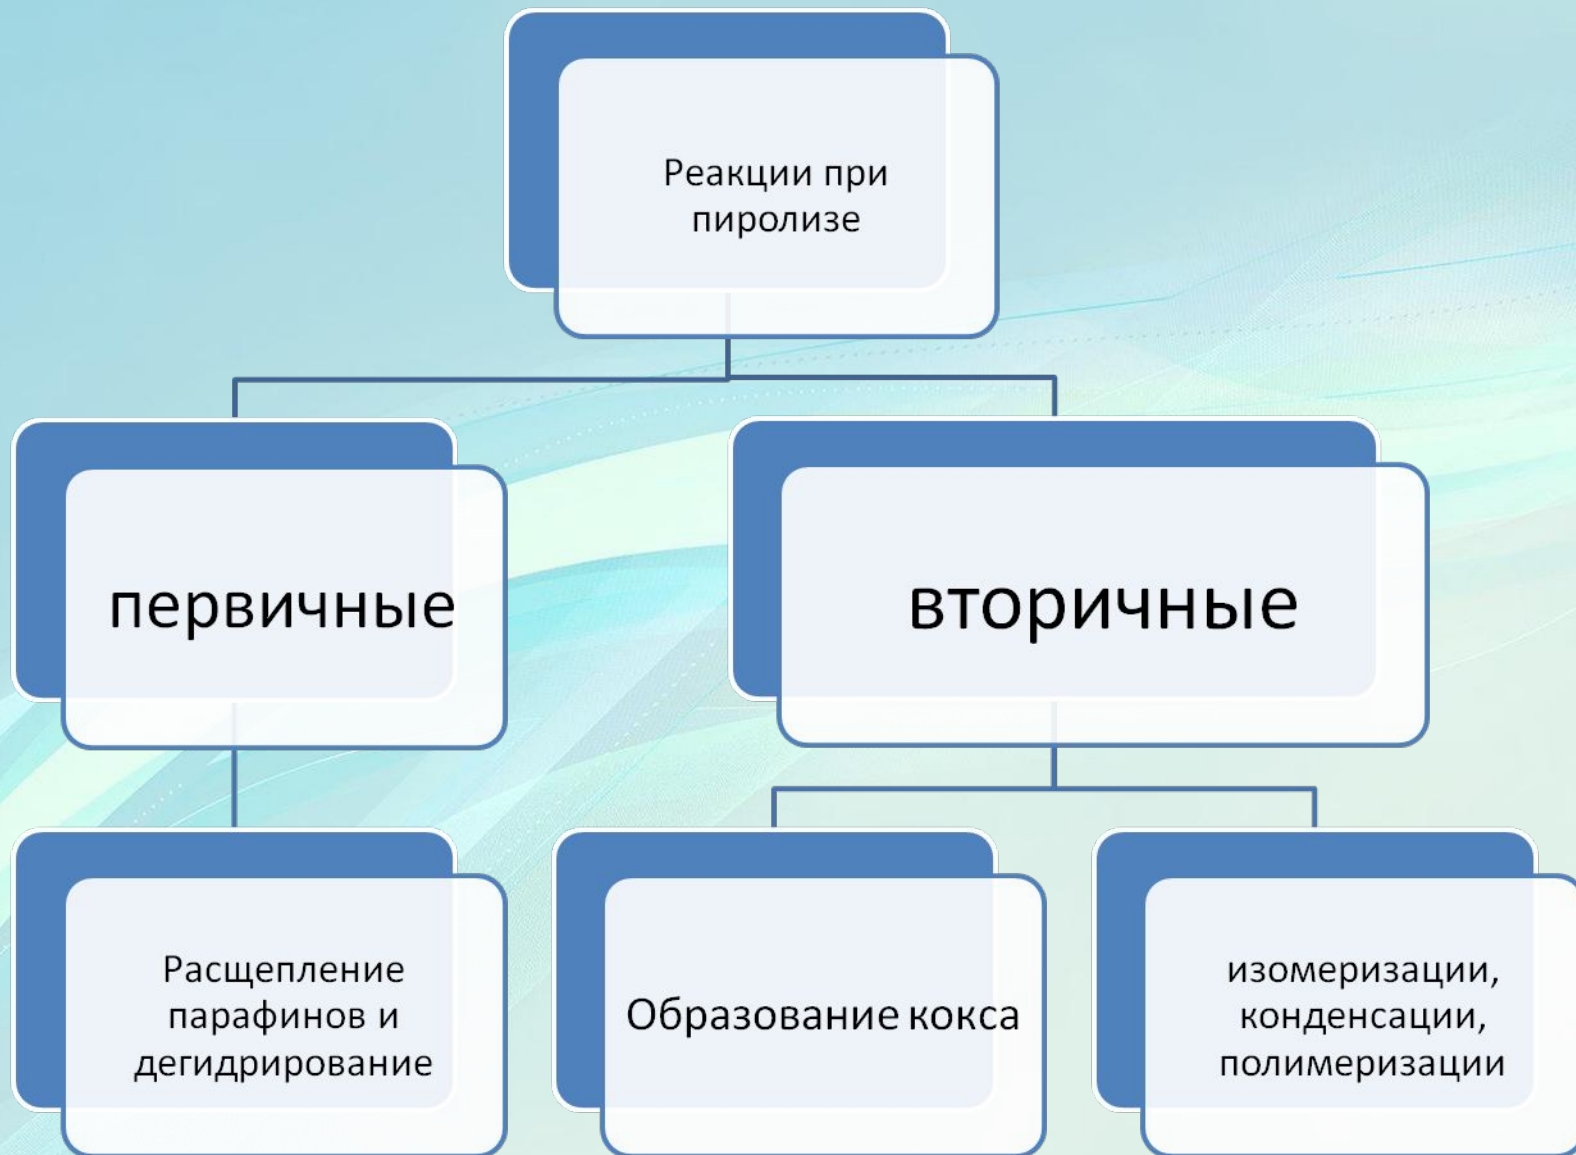 Реакции при
пиролизе
первичные
вторичные
Расщепление
парафинов и
дегидрирование
Образование кокса
изомеризации,
конденсации,
полимеризации